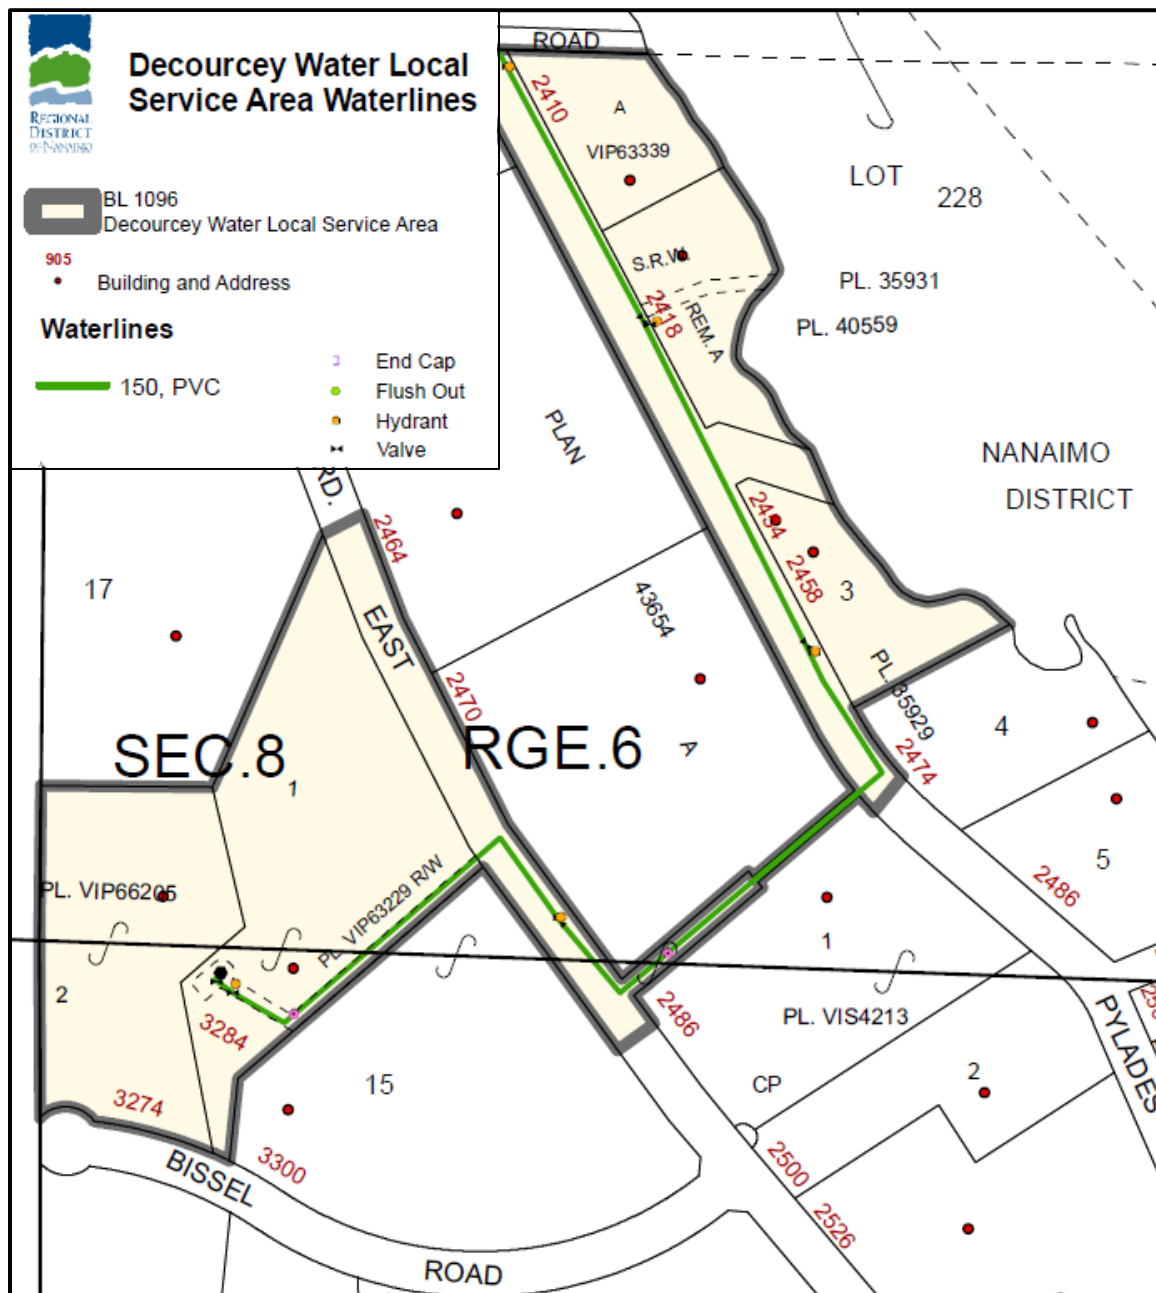 REGIONAL
DISTRICT
OF NANAIMO
Decourcey Water Local
Service Area Waterlines
BL 1096
Decourcey Water Local Service Area
905
Building and Address
Waterlines
150, PVC
End Cap
Flush Out
Hydrant
Valve
ROAD
2410
A
VIP63339
LOT
228
S.R.W.
2418
REM. A
PL. 35931
PL. 40559
PLAN
NANAIMO
DISTRICT
RD.
2464
2454
2458
3
17
EAST
43654
PL. 35929
2470
4
2474
SEC.8
RGE.6
A
1
5
2486
PL. VIP66205
PL. VIP63229 R/W
1
2
2486
PL. VIS4213
PYLADES
3284
CP
2
15
3274
3300
BISSEL
2500
2526
ROAD